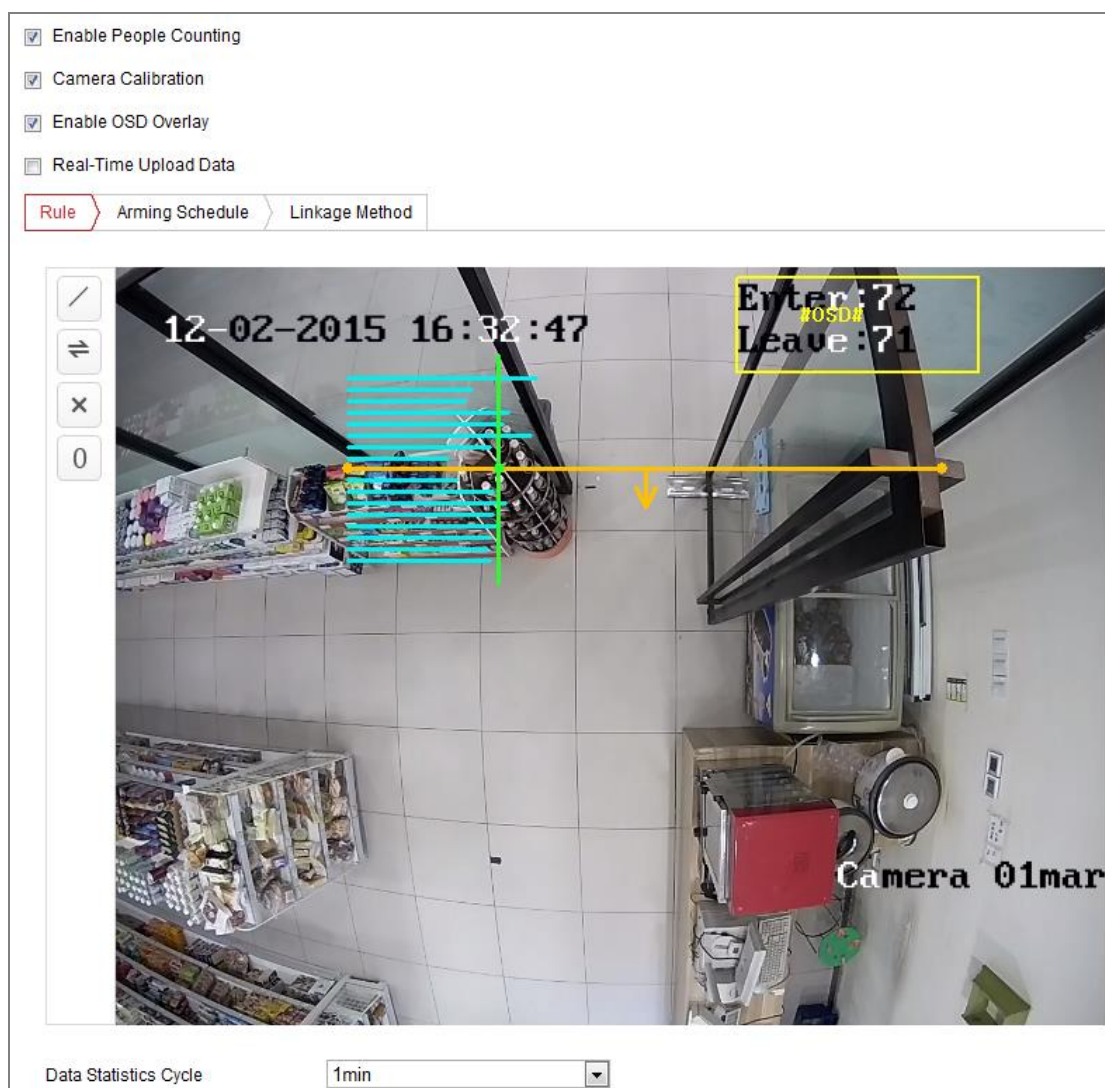 Enable People Counting
Camera Calibration
Enable OSD Overlay
Real-Time Upload Data
Rule Arming Schedule Linkage Method
12-02-2015 16:32:47
Enter:72
#OSD#
Leave:71
0
Camera 01mar
Data Statistics Cycle 1min